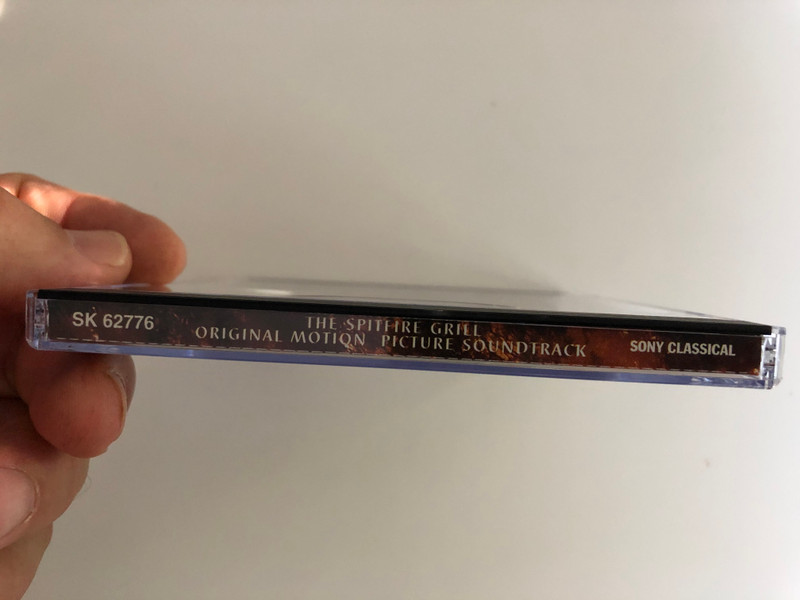 SK 62776
THE SPITFIRE GRILL
ORIGINAL MOTION PICTURE SOUNDTRACK
SONY CLASSICAL